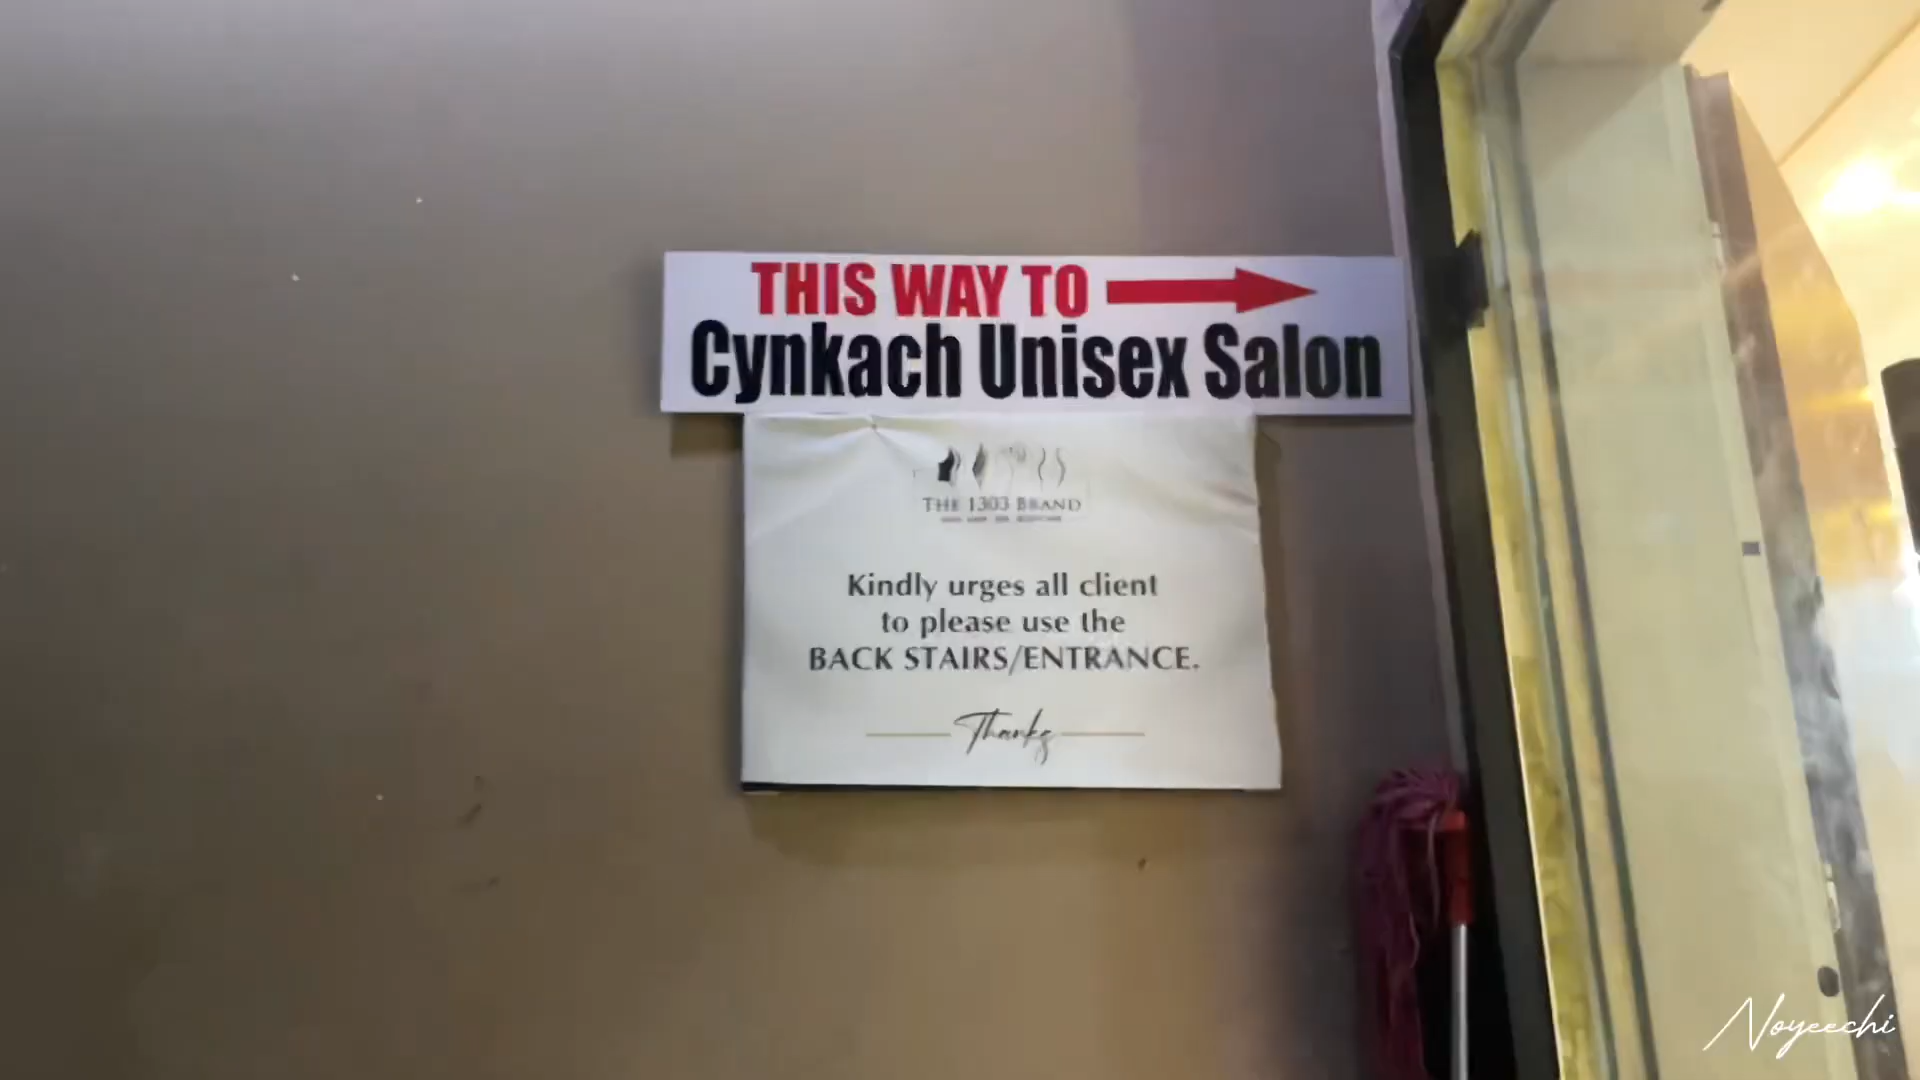 THIS WAY TO
Cynkach Unisex Salon
THE 1303 BRAND
Kindly urges all client
to please use the
BACK STAIRS/ENTRANCE.
Thanks
Noyeechi